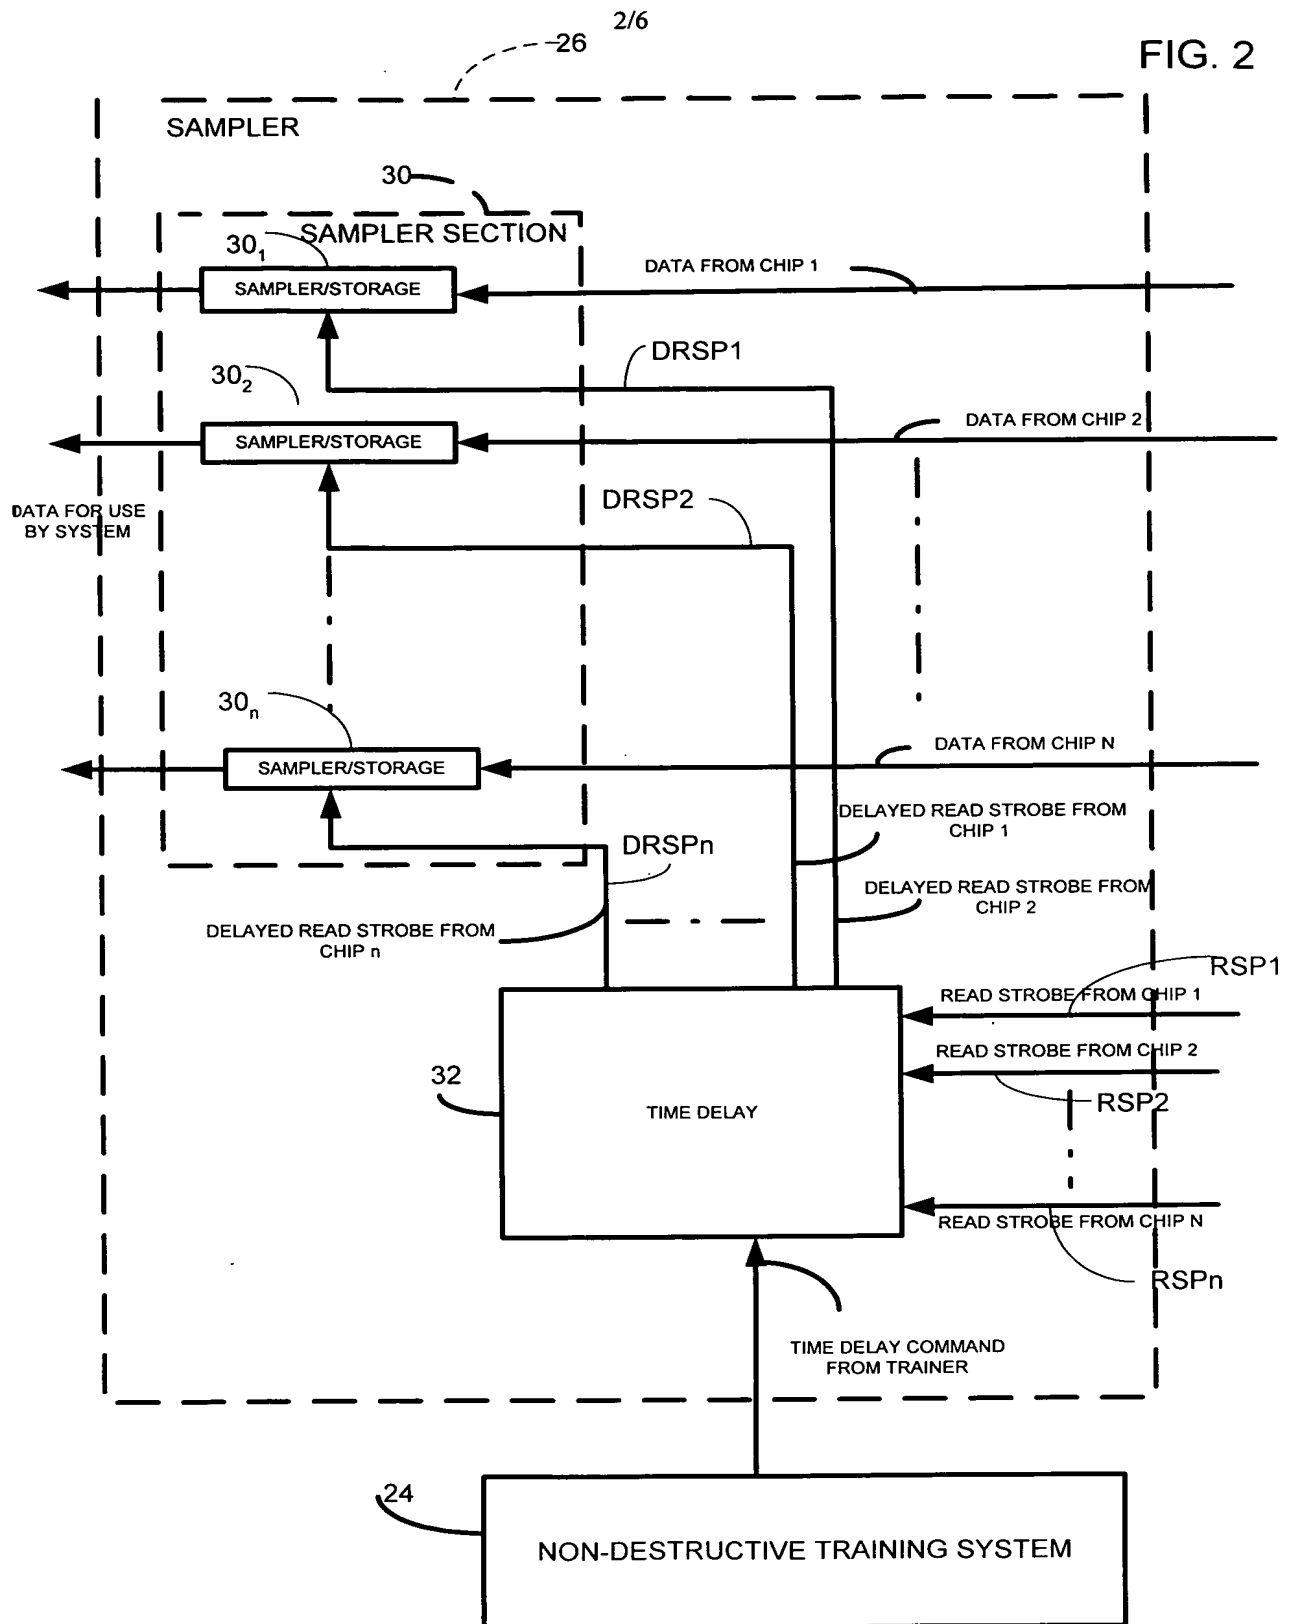 2/6
26
FIG. 2
SAMPLER
30
SAMPLER SECTION
30₁
SAMPLER/STORAGE
DATA FROM CHIP 1
DRSP1
30₂
SAMPLER/STORAGE
DATA FROM CHIP 2
DATA FOR USE
BY SYSTEM
DRSP2
30ₙ
SAMPLER/STORAGE
DATA FROM CHIP N
DELAYED READ STROBE FROM
CHIP 1
DRSPn
DELAYED READ STROBE FROM
CHIP 2
DELAYED READ STROBE FROM
CHIP n
RSP1
READ STROBE FROM CHIP 1
READ STROBE FROM CHIP 2
32
RSP2
TIME DELAY
READ STROBE FROM CHIP N
RSPn
TIME DELAY COMMAND
FROM TRAINER
24
NON-DESTRUCTIVE TRAINING SYSTEM